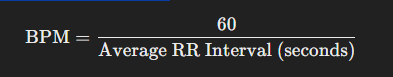 BPM = 60
Average RR Interval (seconds)